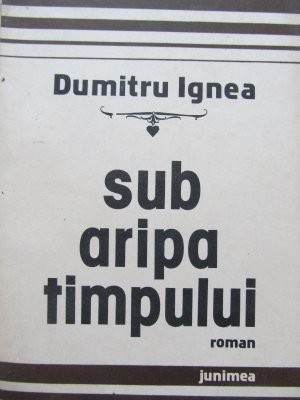 Dumitru Ignea
sub
aripa
timpului
roman
junimea